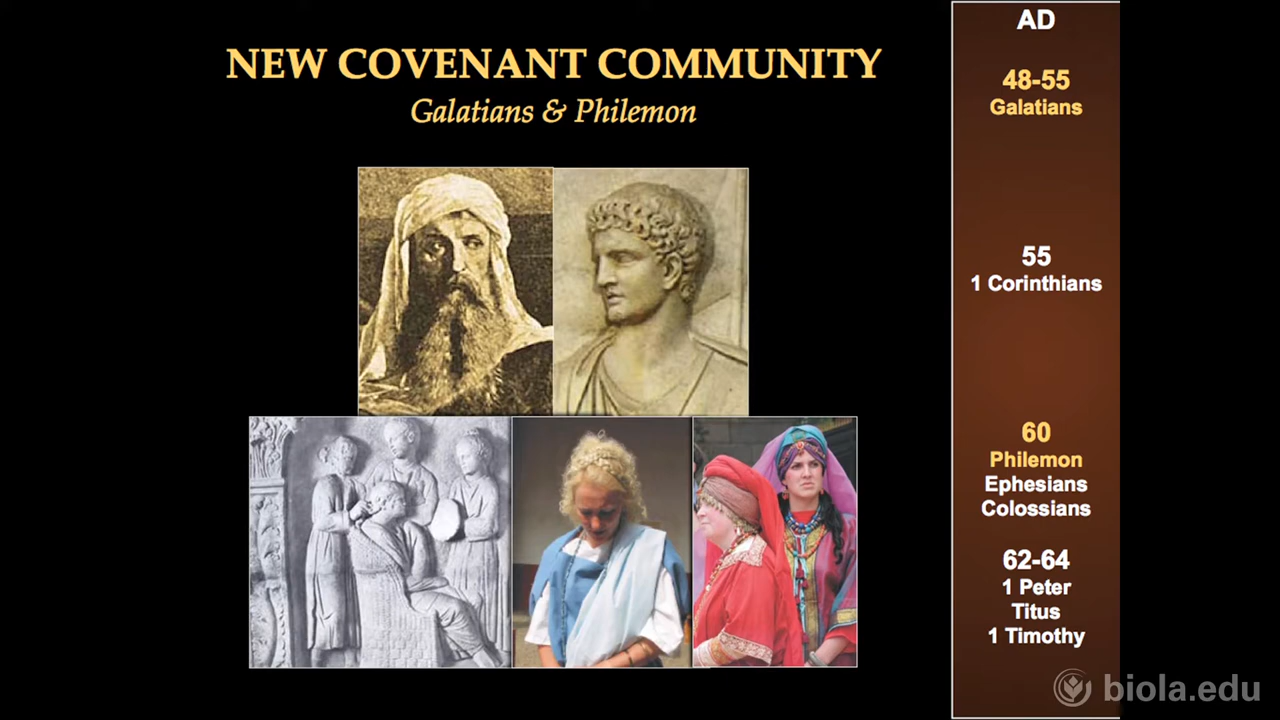 NEW COVENANT COMMUNITY
Galatians & Philemon
AD
48-55
Galatians
55
1 Corinthians
60
Philemon
Ephesians
Colossians
62-64
1 Peter
Titus
1 Timothy
biola.edu